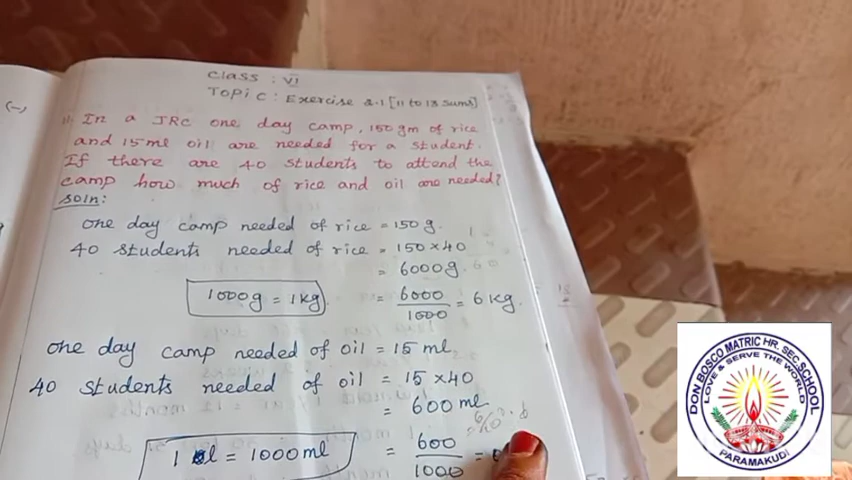 Class : VI
Topic : Exercise 2.1 [11 to 13 Sums]
(-)
11. In a JRC one day camp, 150 gm of rice
and 15 ml oil are needed for a student.
If there are 40 students to attend the
camp how much of rice and oil are needed?
Soln:
One day camp needed of rice = 150 g.
40 students needed of rice = 150 × 40
= 6000 g
1000g = 1 kg
= 6000/1000 = 6 kg.
one day camp needed of oil = 15 ml
40 students needed of oil = 15 × 40
= 600 ml
1 l = 1000 ml
= 600/1000 =
DON BOSCO MATRIC HR. SEC SCHOOL
LOVE & SERVE THE WORLD
PARAMAKUDI